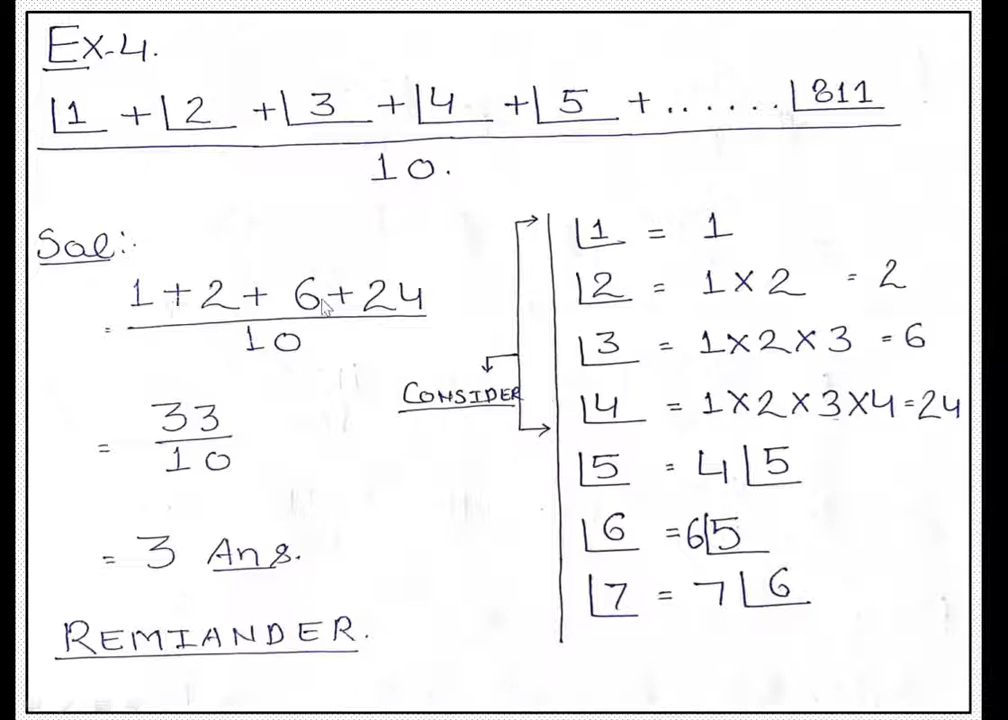 Ex-4.
⌊1 + ⌊2 + ⌊3 + ⌊4 + ⌊5 + ...... ⌊811
10.
Sol:
= 1 + 2 + 6 + 24
10
= 33
10
= 3 Ans.
REMIANDER.
CONSIDER
⌊1 = 1
⌊2 = 1 X 2 = 2
⌊3 = 1 X 2 X 3 = 6
⌊4 = 1 X 2 X 3 X 4 = 24
⌊5 = 4 ⌊5
⌊6 = 6 ⌊5
⌊7 = 7 ⌊6